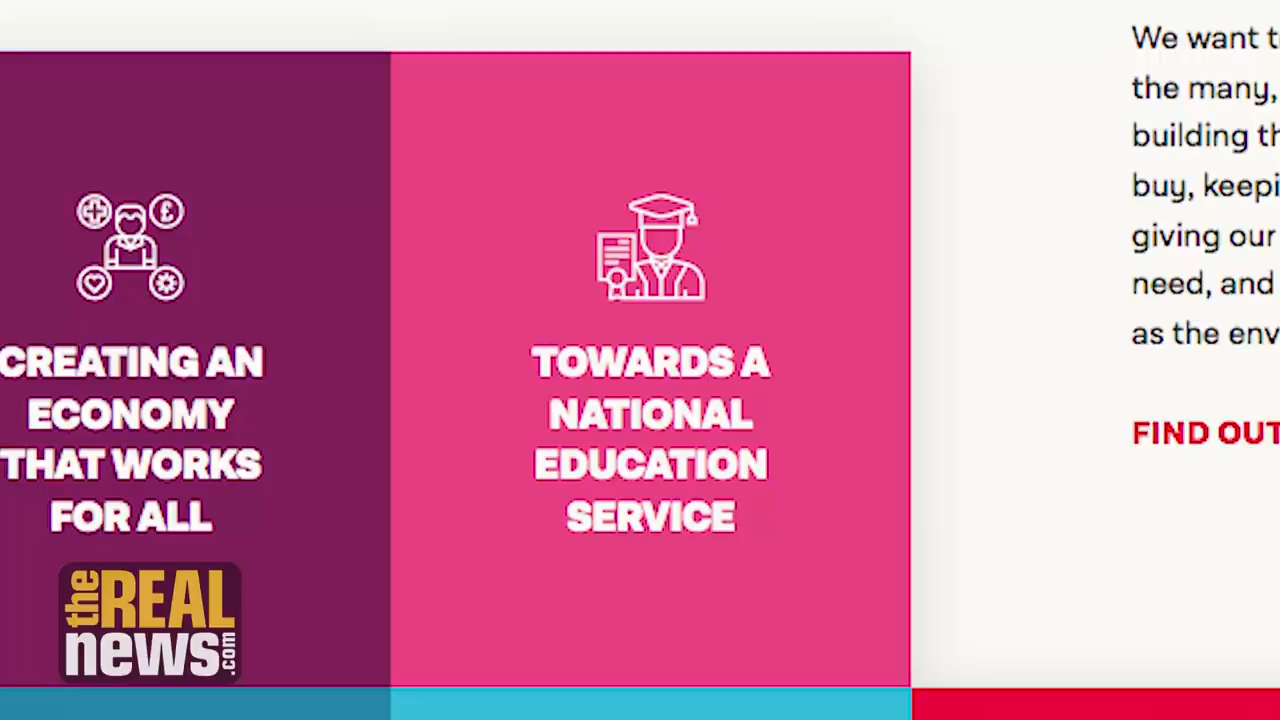 CREATING AN
ECONOMY
THAT WORKS
FOR ALL
TOWARDS A
NATIONAL
EDUCATION
SERVICE
We want t
the many,
building th
buy, keepi
giving our
need, and
as the env
FIND OUT
the REAL
news.com